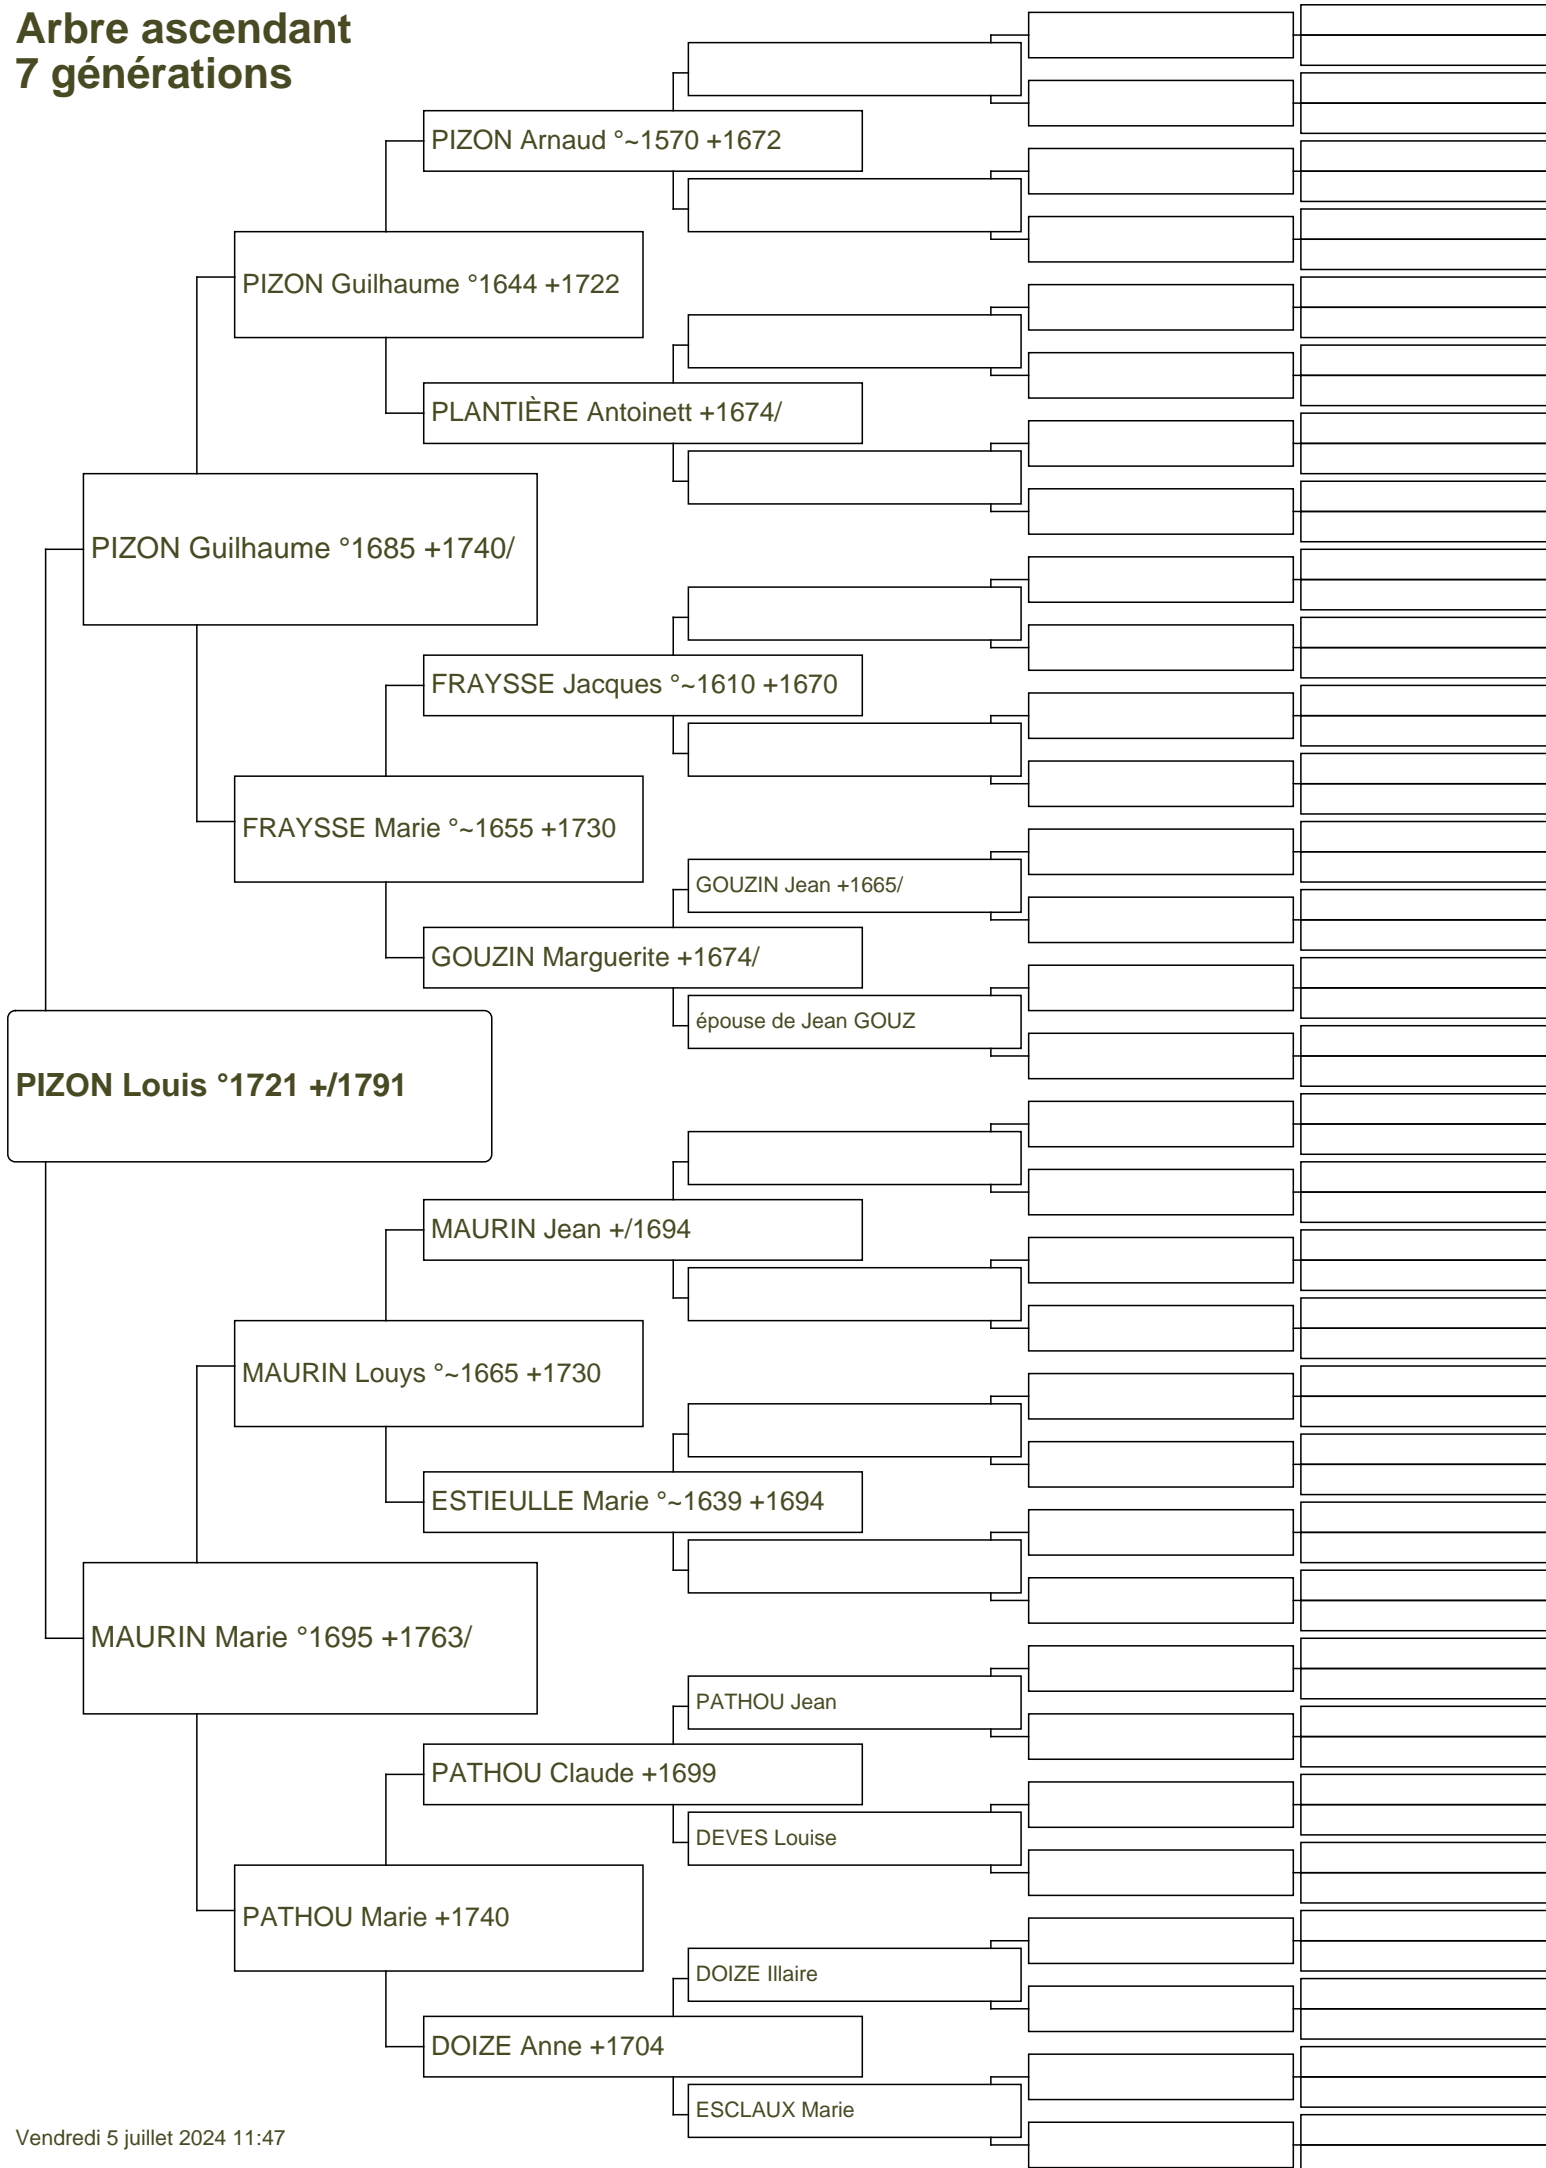 Arbre ascendant
7 générations
PIZON Arnaud °~1570 +1672
PIZON Guilhaume °1644 +1722
PLANTIÈRE Antoinett +1674/
PIZON Guilhaume °1685 +1740/
FRAYSSE Jacques °~1610 +1670
FRAYSSE Marie °~1655 +1730
GOUZIN Jean +1665/
GOUZIN Marguerite +1674/
épouse de Jean GOUZ
PIZON Louis °1721 +/1791
MAURIN Jean +/1694
MAURIN Louys °~1665 +1730
ESTIEULLE Marie °~1639 +1694
MAURIN Marie °1695 +1763/
PATHOU Jean
PATHOU Claude +1699
DEVES Louise
PATHOU Marie +1740
DOIZE Illaire
DOIZE Anne +1704
ESCLAUX Marie
Vendredi 5 juillet 2024 11:47